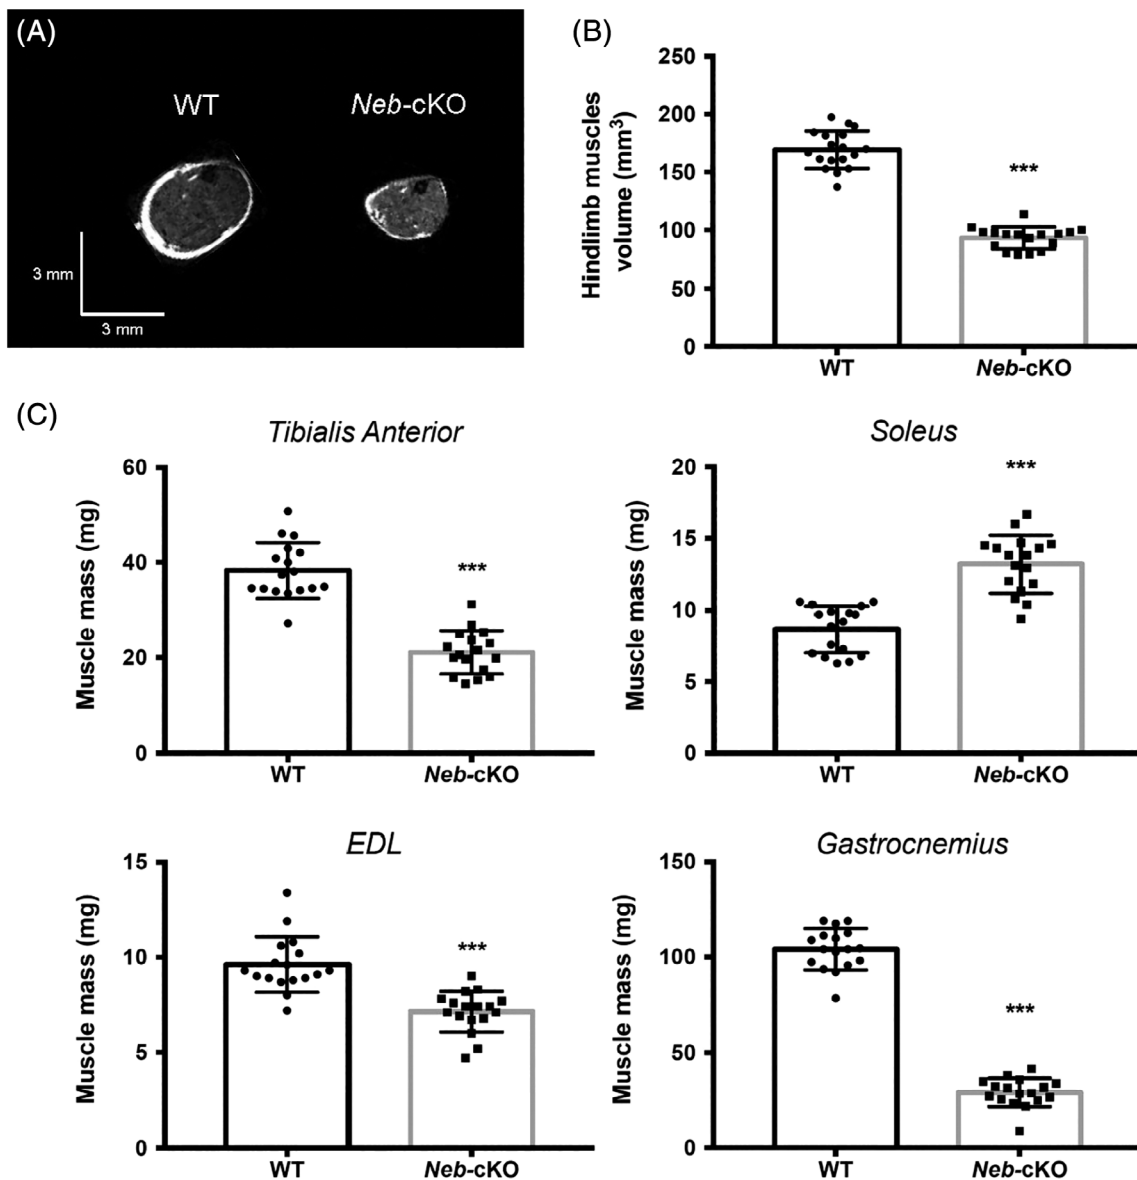 (A)
WT
Neb-cKO
3 mm
3 mm
(B)
Hindlimb muscles
volume (mm³)
250
200
150
100
50
0
***
WT
Neb-cKO
(C)
Tibialis Anterior
Muscle mass (mg)
60
40
20
0
***
WT
Neb-cKO
Soleus
Muscle mass (mg)
20
15
10
5
0
***
WT
Neb-cKO
EDL
Muscle mass (mg)
15
10
5
0
***
WT
Neb-cKO
Gastrocnemius
Muscle mass (mg)
150
100
50
0
***
WT
Neb-cKO